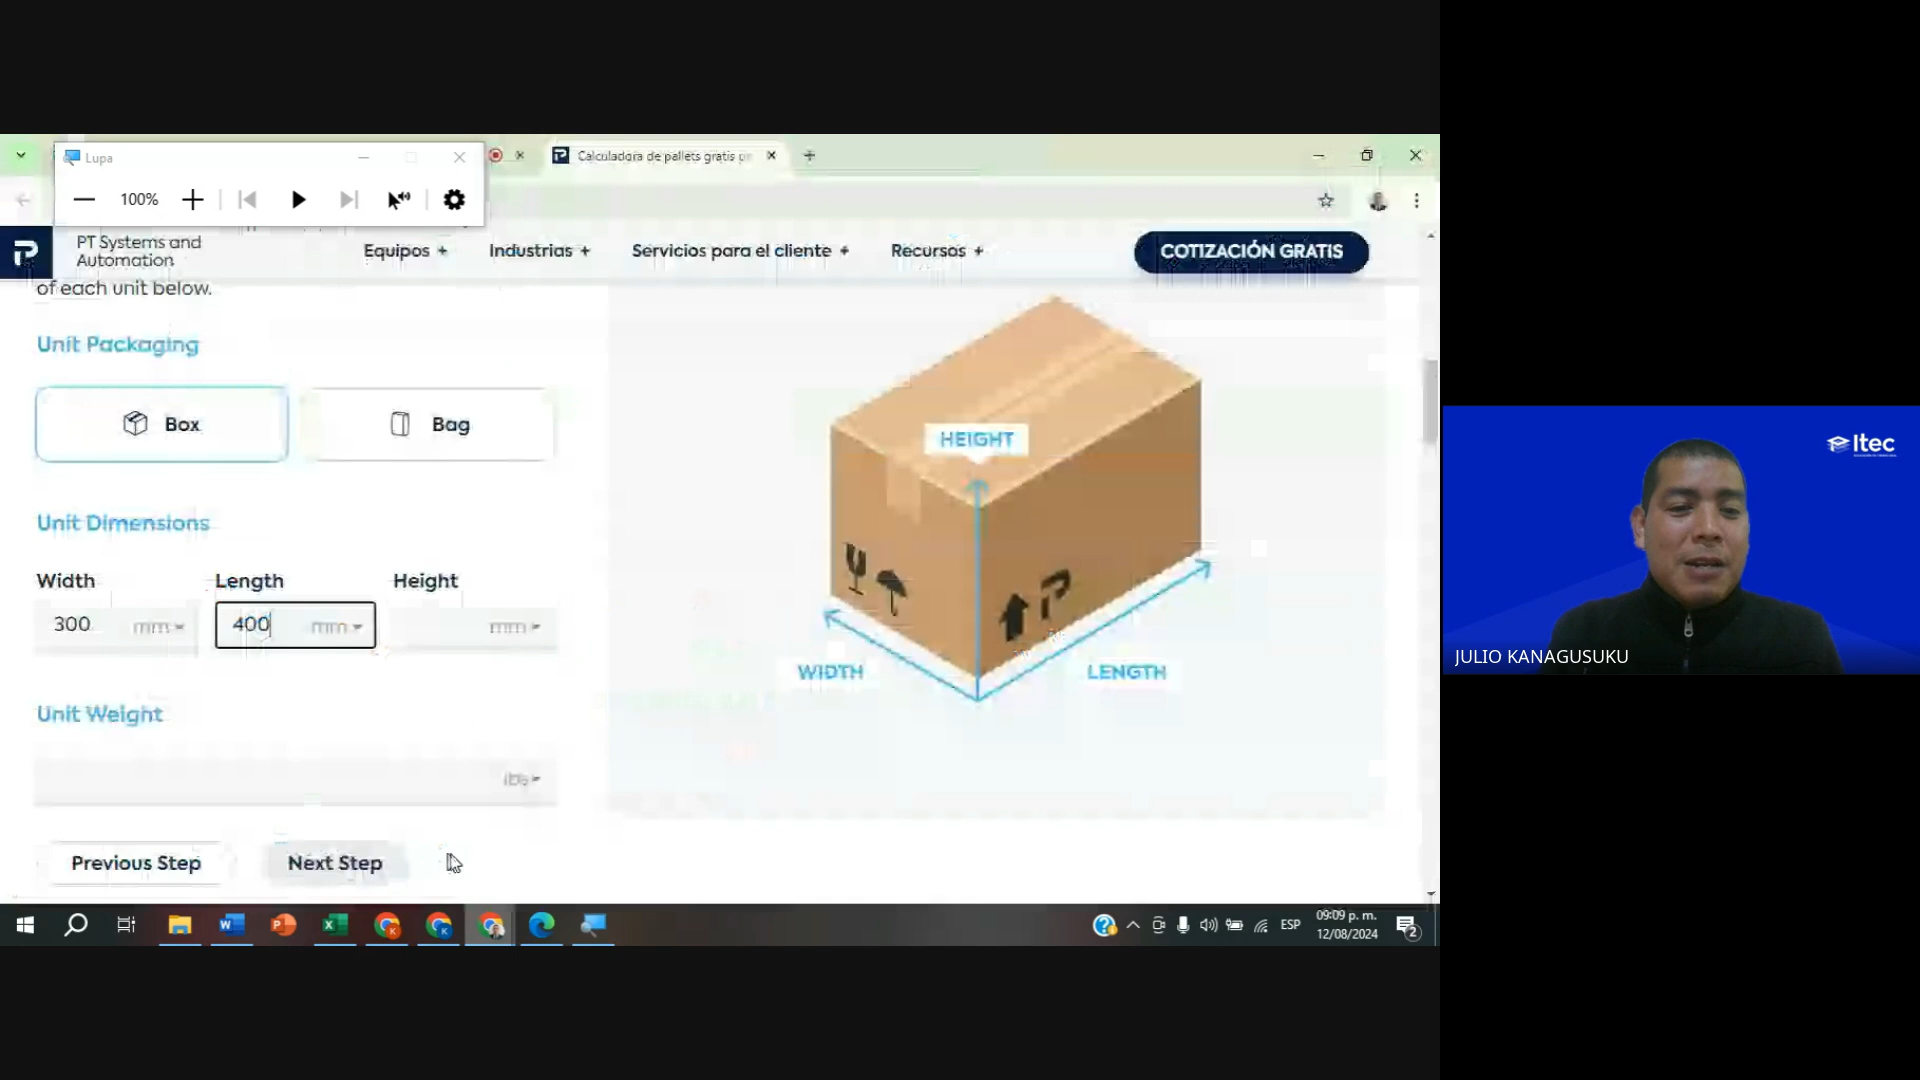 Lupa
100%
Calculadora de pallets gratis pr
PT Systems and
Automation
Equipos +
Industrias +
Servicios para el cliente +
Recursos +
COTIZACIÓN GRATIS
of each unit below.
Unit Packaging
Box
Bag
Unit Dimensions
Width
Length
Height
300
mm
400
mm
mm
Unit Weight
lbs
Previous Step
Next Step
HEIGHT
WIDTH
LENGTH
ESP
09:09 p. m.
12/08/2024
2
Itec
JULIO KANAGUSUKU